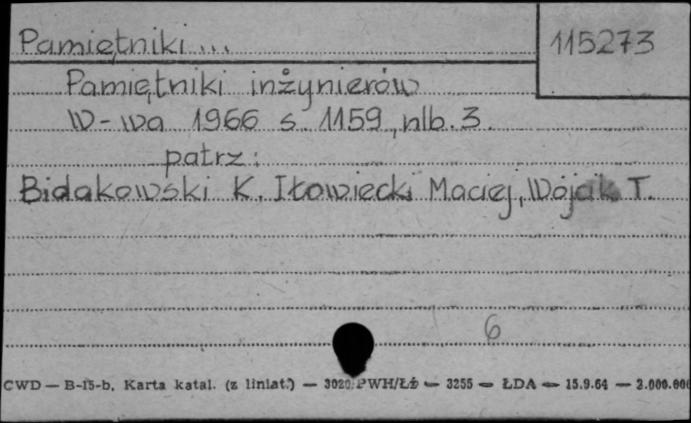 Pamiętniki...
115273
Pamiętniki inżynierów
W-wa 1966 s. 1159, nlb. 3.
patrz:
Bidakowski K. Iłowiecki Maciej, Wójcik T.
6
CWD — B-15-b, Karta katal. (z liniat.) — 3020/PWH/Łź — 3255 — ŁDA — 15.9.64 — 2.000.000